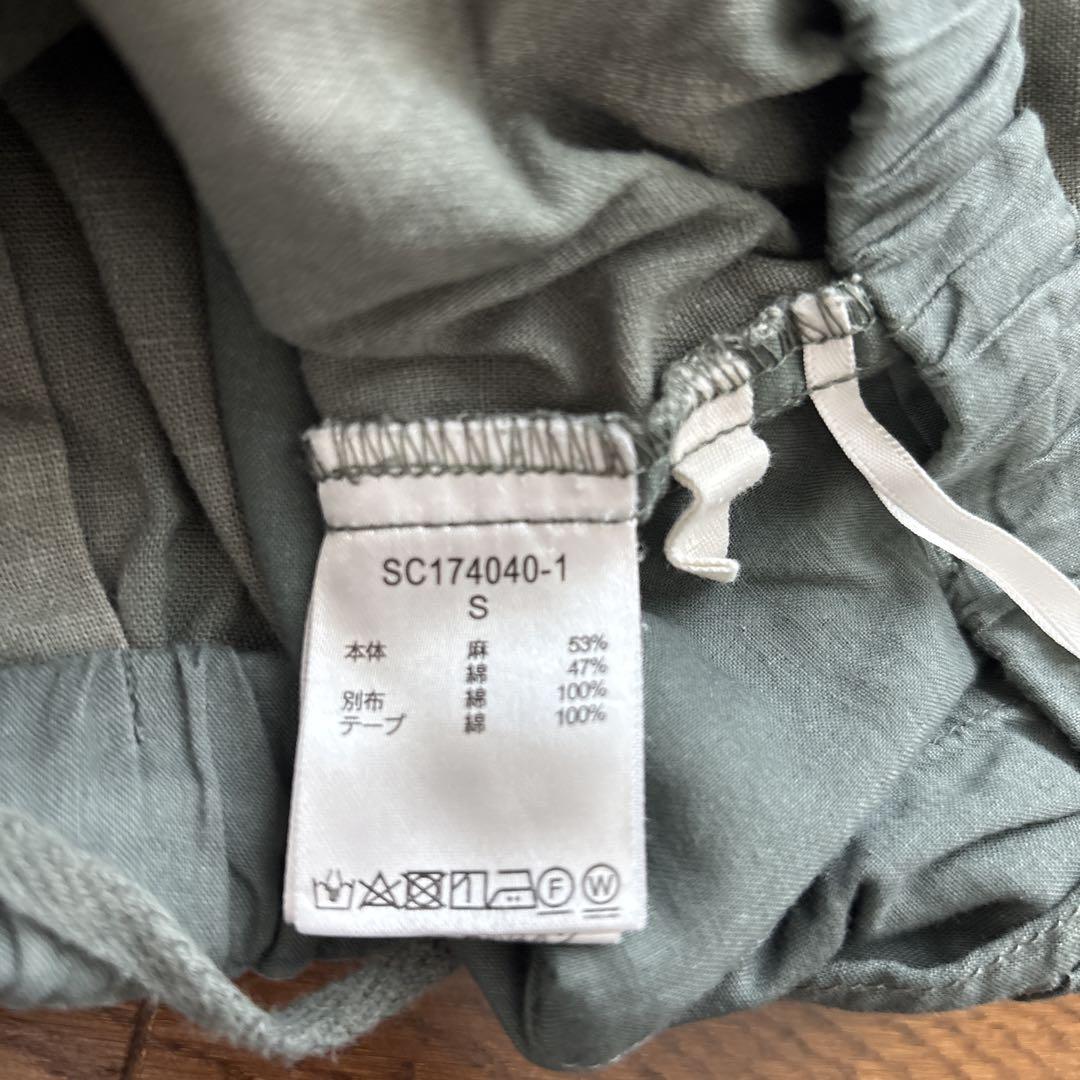 SC174040-1
S
本体 麻 53%
綿 47%
別布 綿 100%
テープ 綿 100%
F W